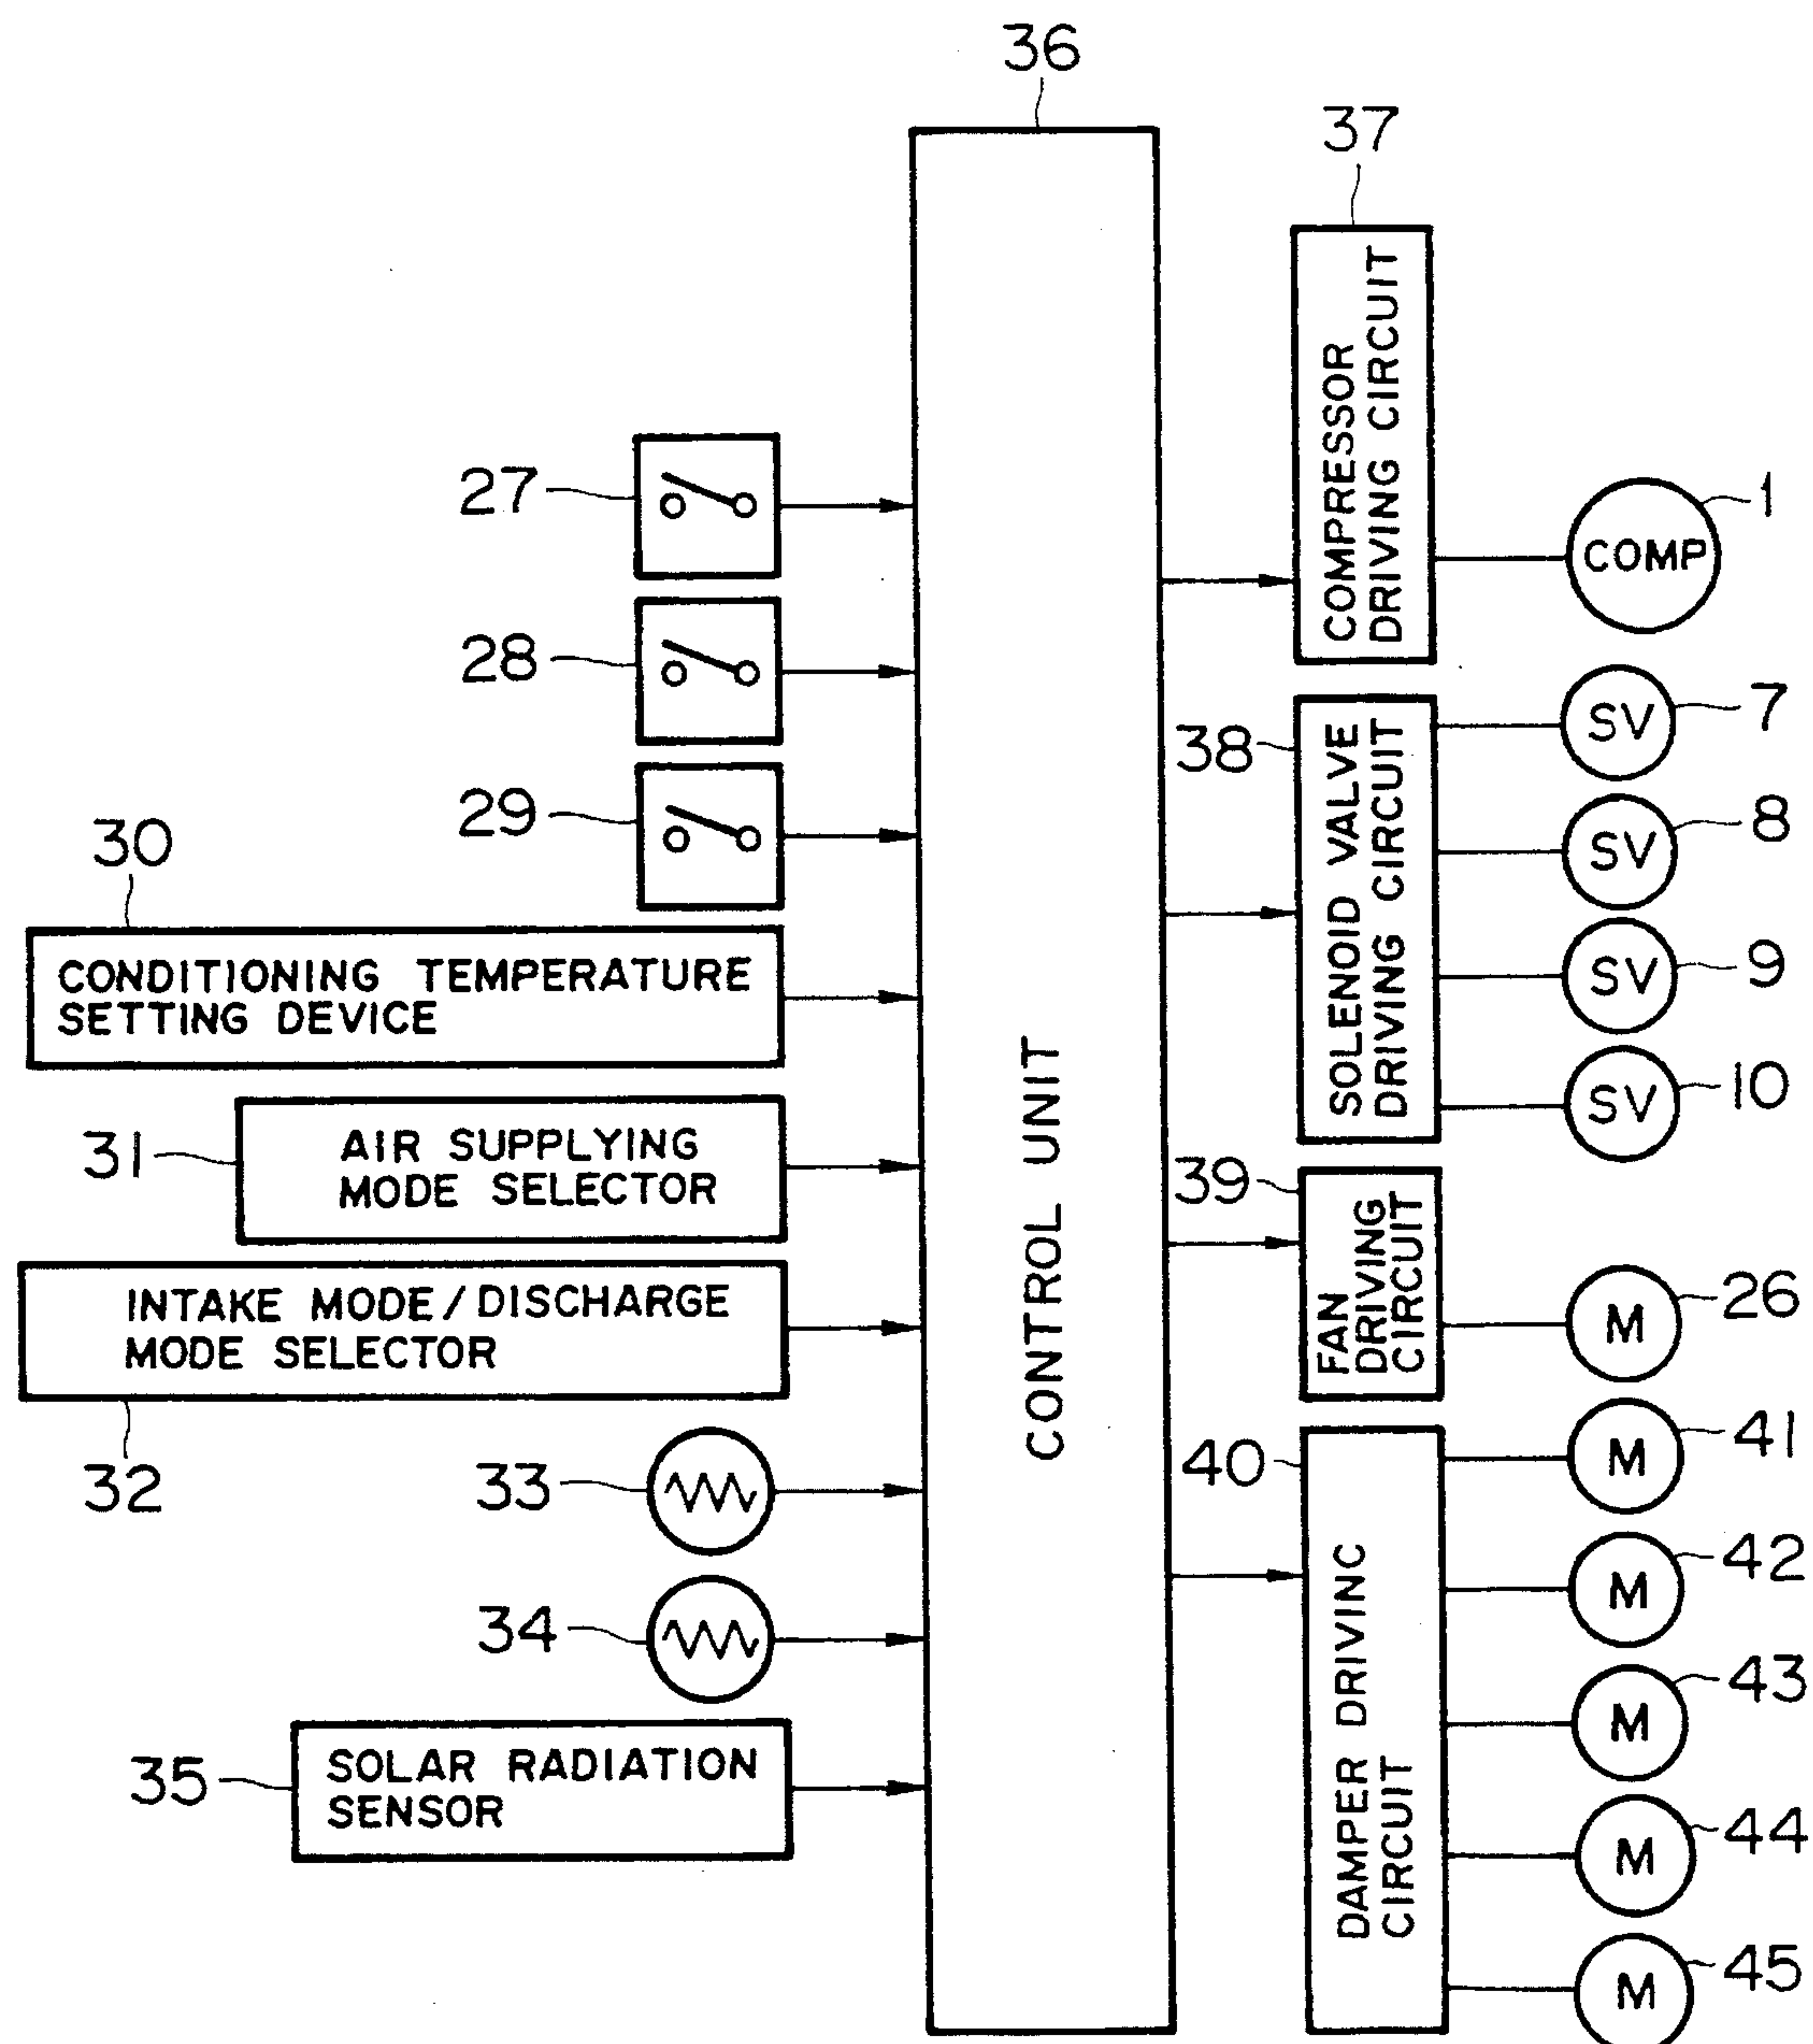 36
37
COMPRESSOR
DRIVING CIRCUIT
27
1
COMP
28
7
SV
38
SOLENOID VALVE
DRIVING CIRCUIT
29
8
SV
30
CONDITIONING TEMPERATURE
SETTING DEVICE
9
SV
10
SV
31
AIR SUPPLYING
MODE SELECTOR
CONTROL UNIT
39
FAN
DRIVING
CIRCUIT
INTAKE MODE/DISCHARGE
MODE SELECTOR
32
26
M
41
M
33
40
DAMPER DRIVINC
CIRCUIT
42
M
34
43
M
35
SOLAR RADIATION
SENSOR
44
M
45
M